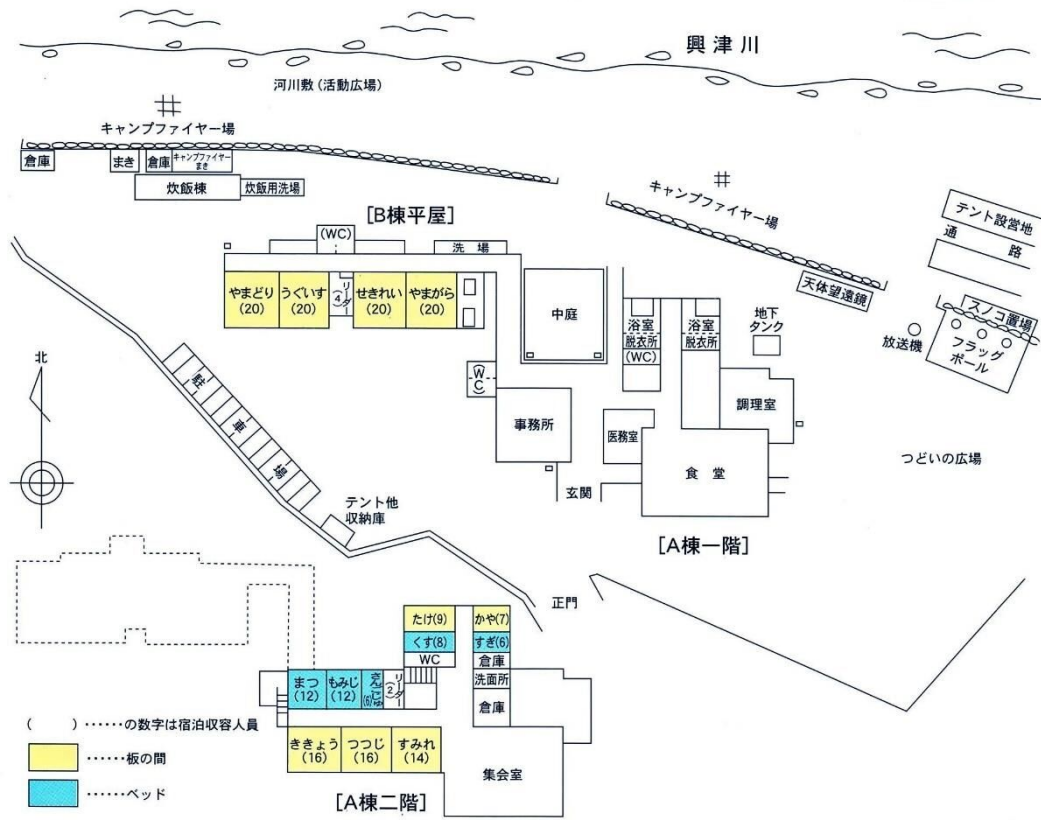 興津川
河川敷(活動広場)
キャンプファイヤー場
倉庫
まき
倉庫
キャンプファイヤー
まき
炊飯棟
炊飯用洗場
[B棟平屋]
(WC)
洗 場
やまどり
(20)
うぐいす
(20)
リーダー
(4)
せきれい
(20)
やまがら
(20)
キャンプファイヤー場
天体望遠鏡
テント設営地
通 路
スノコ置場
フラッグ
ポール
放送機
中庭
浴室
脱衣所
(WC)
浴室
脱衣所
地下
タンク
調理室
(WC)
事務所
医務室
食 堂
玄関
つどいの広場
[A棟一階]
北
駐車場
テント他
収納庫
正門
たけ(9)
くす(8)
WC
かや(7)
すぎ(6)
倉庫
洗面所
倉庫
まつ
(12)
もみじ
(12)
さんごじゅ
(6)
リーダー
(2)
ききょう
(16)
つつじ
(16)
すみれ
(14)
集会室
[A棟二階]
( )……の数字は宿泊収容人員
……板の間
……ベッド